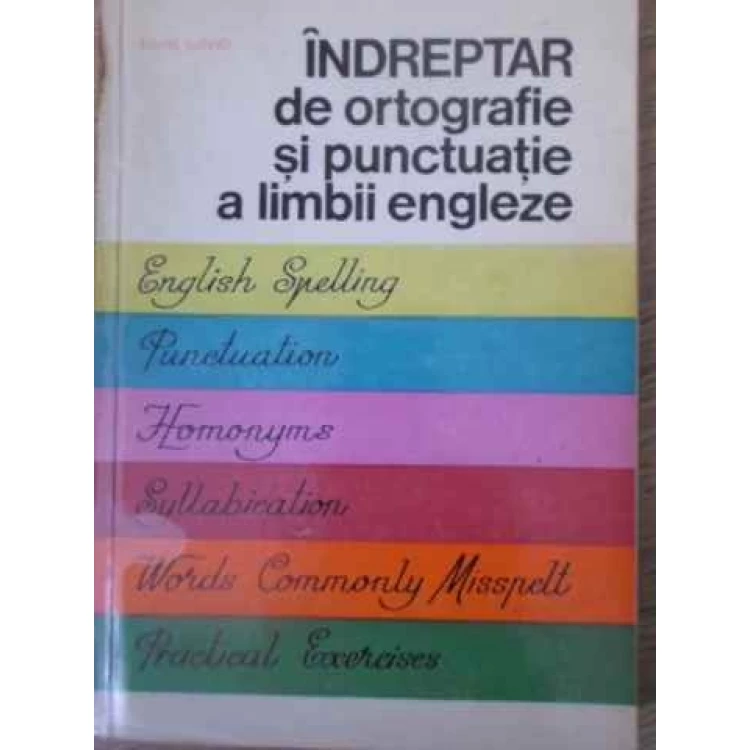 ÎNDREPTAR
de ortografie
și punctuație
a limbii engleze
English Spelling
Punctuation
Homonyms
Syllabication
Words Commonly Misspelt
Practical Exercises